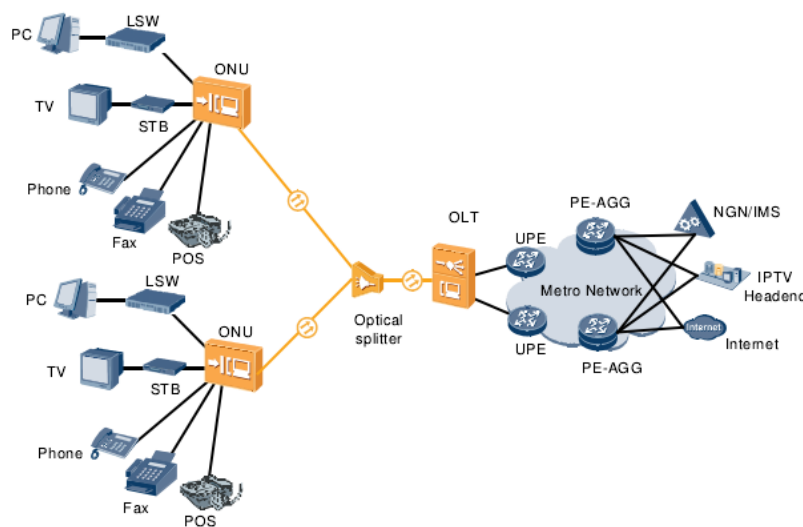 LSW
PC
ONU
TV
STB
Phone
Fax
POS
PC
LSW
ONU
TV
STB
Phone
Fax
POS
Optical
splitter
OLT
UPE
UPE
PE-AGG
Metro Network
PE-AGG
NGN/IMS
IPTV
Headend
Internet
Internet